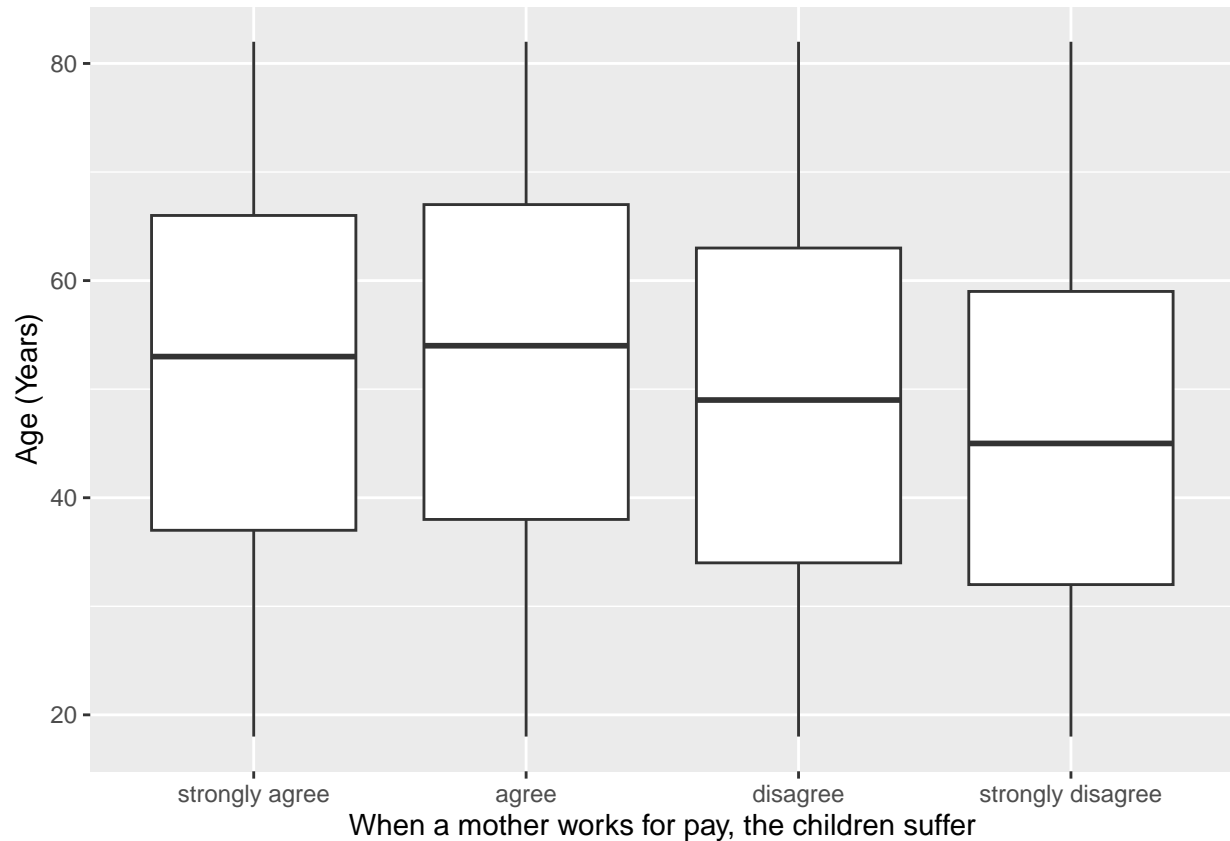 Age (Years)
80
60
40
20
strongly agree
agree
disagree
strongly disagree
When a mother works for pay, the children suffer